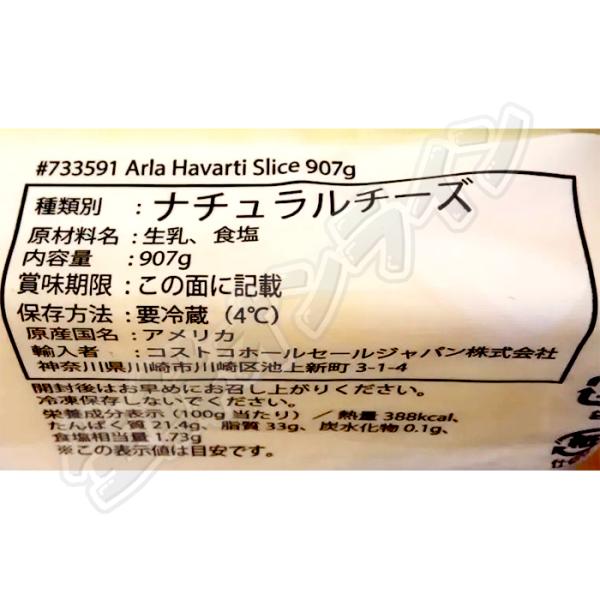 #733591 Arla Havarti Slice 907g
種類別 : ナチュラルチーズ
原材料名 : 生乳、食塩
内容量 : 907g
賞味期限 : この面に記載
保存方法 : 要冷蔵 (4℃)
原産国名 : アメリカ
輸入者 : コストコホールセールジャパン株式会社
神奈川県川崎市川崎区池上新町 3-1-4
開封後はお早めにお召し上がりください。
冷凍保存しないでください。
栄養成分表示 (100g 当たり) / 熱量 388kcal、
たんぱく質 21.4g、脂質 33g、炭水化物 0.1g、
食塩相当量 1.73g
※この表示値は目安です。